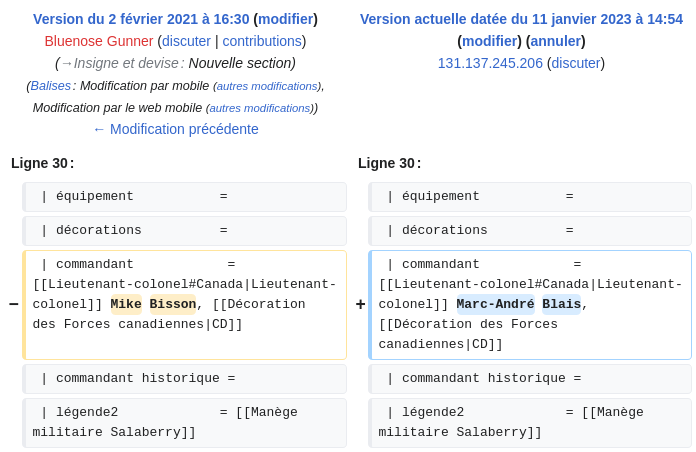 Version du 2 février 2021 à 16:30 (modifier)
Bluenose Gunner (discuter | contributions)
(→Insigne et devise : Nouvelle section)
(Balises : Modification par mobile (autres modifications),
Modification par le web mobile (autres modifications))
← Modification précédente
Version actuelle datée du 11 janvier 2023 à 14:54
(modifier) (annuler)
131.137.245.206 (discuter)
Ligne 30 :
Ligne 30 :
| équipement =
| équipement =
| décorations =
| décorations =
− | commandant =
[[Lieutenant-colonel#Canada|Lieutenant-
colonel]] Mike Bisson, [[Décoration
des Forces canadiennes|CD]]
+ | commandant =
[[Lieutenant-colonel#Canada|Lieutenant-
colonel]] Marc-André Blais,
[[Décoration des Forces
canadiennes|CD]]
| commandant historique =
| commandant historique =
| légende2 = [[Manège
militaire Salaberry]]
| légende2 = [[Manège
militaire Salaberry]]